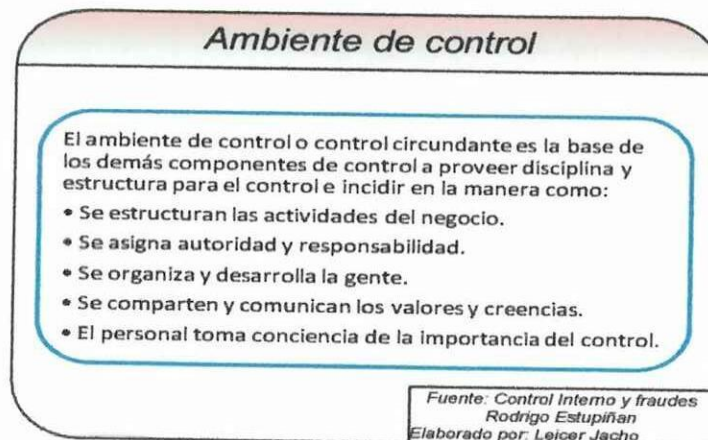 Ambiente de control
El ambiente de control o control circundante es la base de
los demás componentes de control a proveer disciplina y
estructura para el control e incidir en la manera como:
• Se estructuran las actividades del negocio.
• Se asigna autoridad y responsabilidad.
• Se organiza y desarrolla la gente.
• Se comparten y comunican los valores y creencias.
• El personal toma conciencia de la importancia del control.
Fuente: Control Interno y fraudes
Rodrigo Estupiñan
Elaborado por: Leicer Jacho